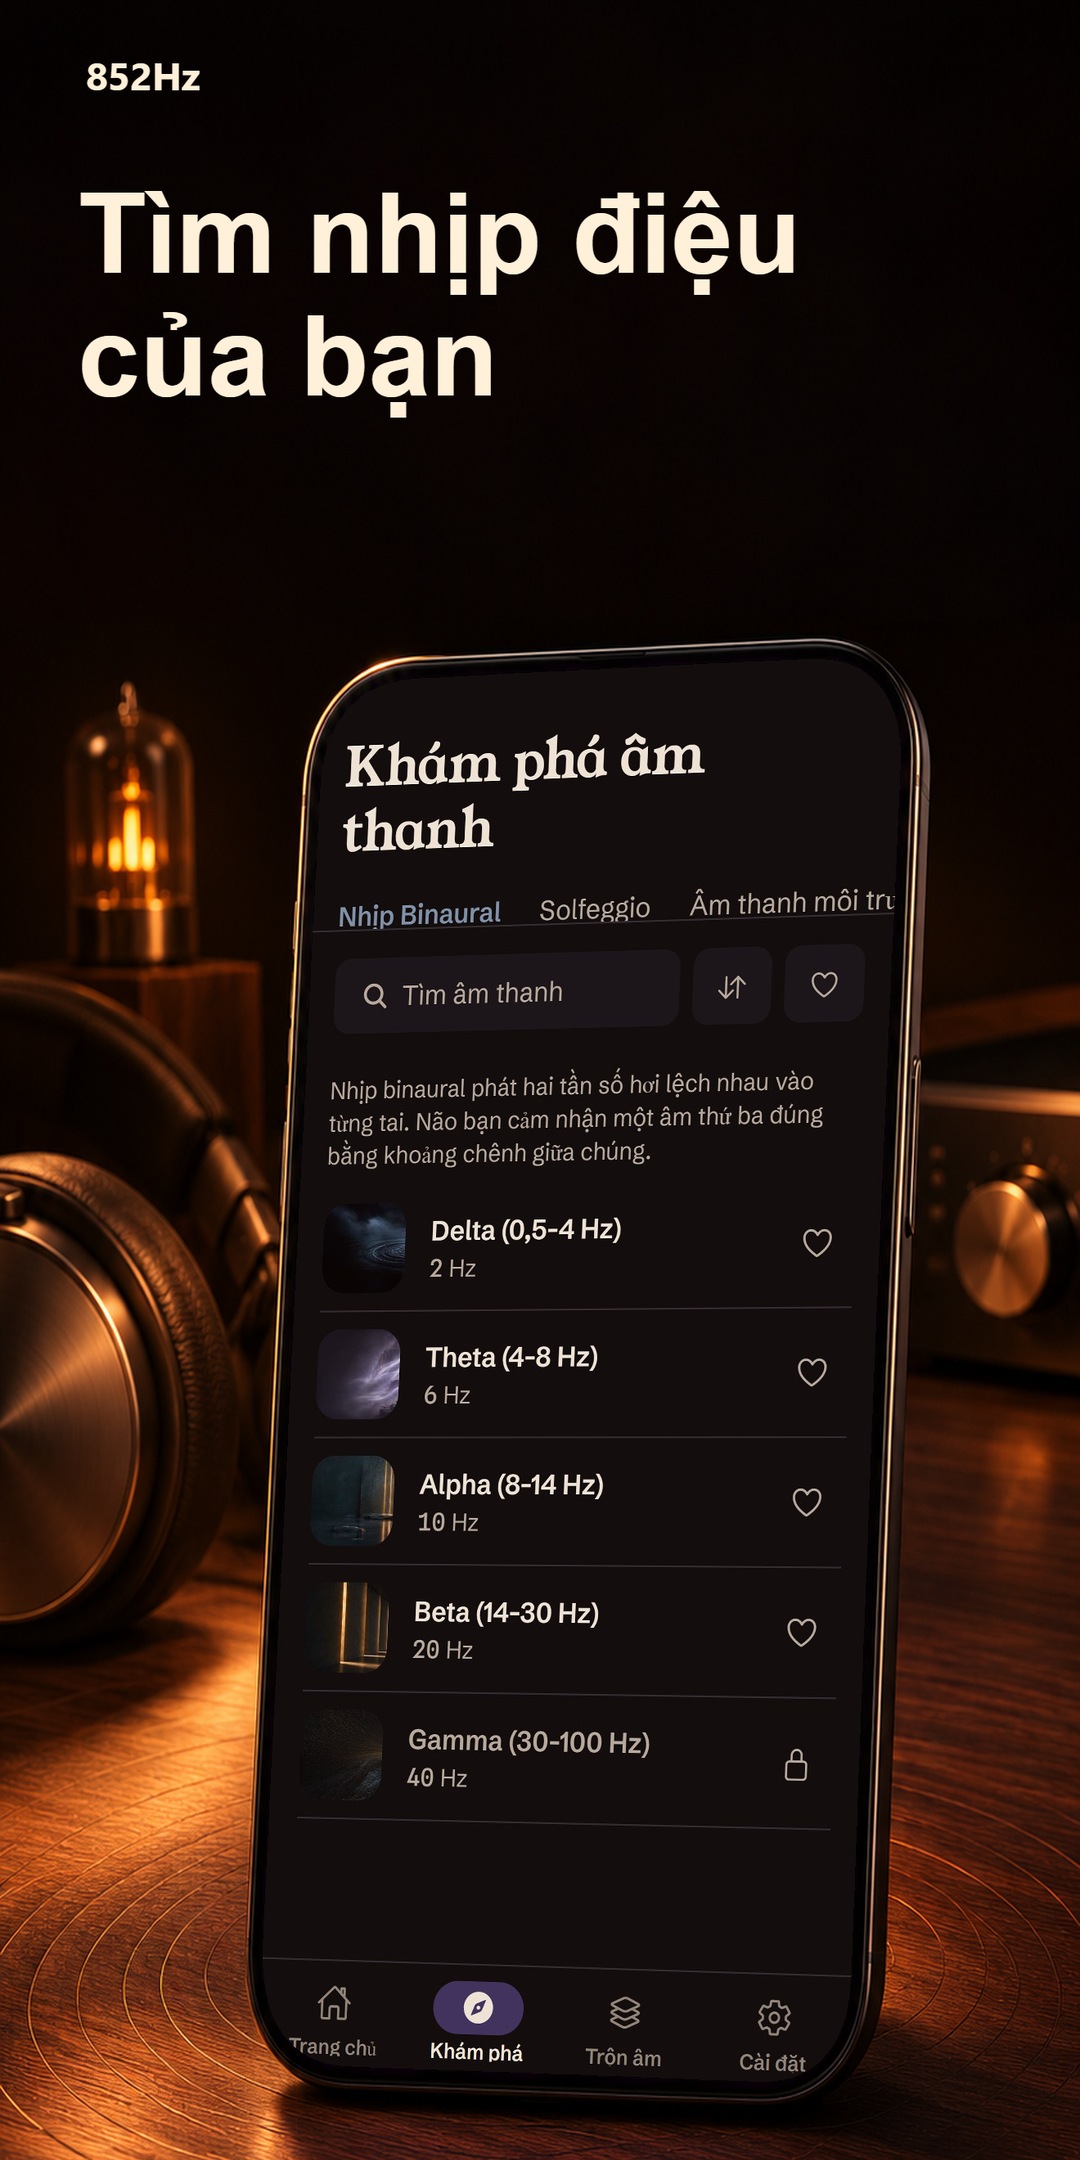 852Hz
Tìm nhịp điệu
của bạn
Khám phá âm
thanh
Nhịp Binaural Solfeggio Âm thanh môi trư
Tìm âm thanh
Nhịp binaural phát hai tần số hơi lệch nhau vào
từng tai. Não bạn cảm nhận một âm thứ ba đúng
bằng khoảng chênh giữa chúng.
Delta (0,5-4 Hz)
2 Hz
Theta (4-8 Hz)
6 Hz
Alpha (8-14 Hz)
10 Hz
Beta (14-30 Hz)
20 Hz
Gamma (30-100 Hz)
40 Hz
Trang chủ Khám phá Trộn âm Cài đặt